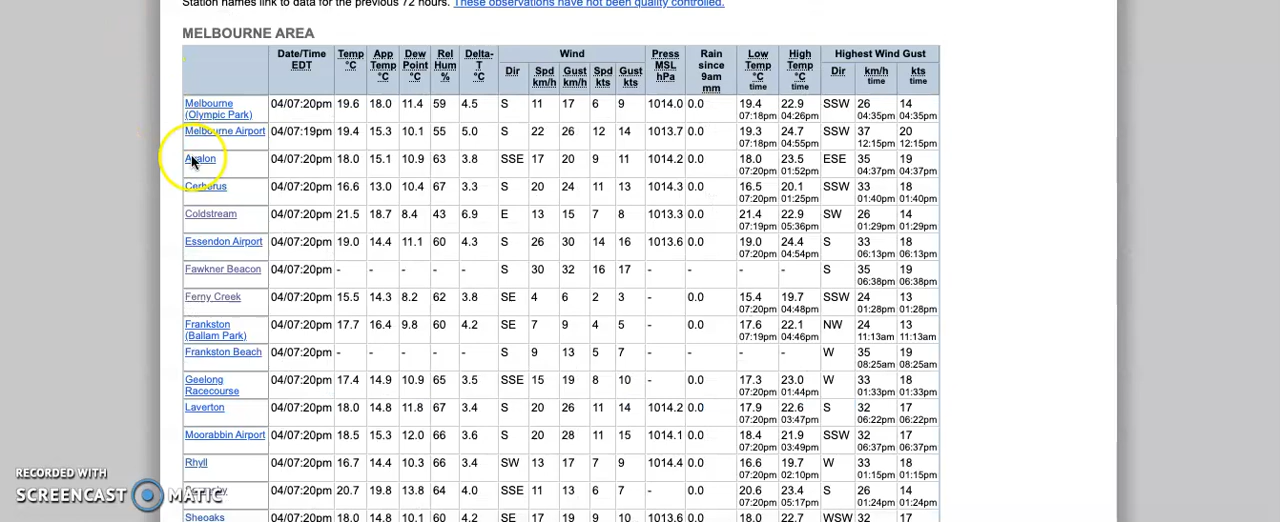 Station names link to data for the previous 72 hours. These observations have not been quality controlled.
MELBOURNE AREA
Date/Time EDT Temp °C App Temp °C Dew Point °C Rel Hum % Delta-T °C Wind Press MSL hPa Rain since 9am mm Low Temp °C time High Temp °C time Highest Wind Gust
Dir Spd km/h Gust km/h Spd kts Gust kts Dir km/h time kts time
Melbourne (Olympic Park) 04/07:20pm 19.6 18.0 11.4 59 4.5 S 11 17 6 9 1014.0 0.0 19.4 07:18pm 22.9 04:26pm SSW 26 04:35pm 14 04:35pm
Melbourne Airport 04/07:19pm 19.4 15.3 10.1 55 5.0 S 22 26 12 14 1013.7 0.0 19.3 07:18pm 24.7 04:55pm SSW 37 12:15pm 20 12:15pm
Avalon 04/07:20pm 18.0 15.1 10.9 63 3.8 SSE 17 20 9 11 1014.2 0.0 18.0 07:20pm 23.5 01:52pm ESE 35 04:37pm 19 04:37pm
Cerberus 04/07:20pm 16.6 13.0 10.4 67 3.3 S 20 24 11 13 1014.3 0.0 16.5 07:20pm 20.1 01:25pm SSW 33 01:40pm 18 01:40pm
Coldstream 04/07:20pm 21.5 18.7 8.4 43 6.9 E 13 15 7 8 1013.3 0.0 21.4 07:19pm 22.9 05:36pm SW 26 01:29pm 14 01:29pm
Essendon Airport 04/07:20pm 19.0 14.4 11.1 60 4.3 S 26 30 14 16 1013.6 0.0 19.0 07:20pm 24.4 04:54pm S 33 06:13pm 18 06:13pm
Fawkner Beacon 04/07:20pm - - - - - S 30 32 16 17 - 0.0 - - S 35 06:38pm 19 06:38pm
Ferny Creek 04/07:20pm 15.5 14.3 8.2 62 3.8 SE 4 6 2 3 - 0.0 15.4 07:20pm 19.7 04:48pm SSW 24 01:28pm 13 01:28pm
Frankston (Ballam Park) 04/07:20pm 17.7 16.4 9.8 60 4.2 SE 7 9 4 5 - 0.0 17.6 07:19pm 22.1 04:46pm NW 24 11:13am 13 11:13am
Frankston Beach 04/07:20pm - - - - - S 9 13 5 7 - 0.0 - - W 35 08:25am 19 08:25am
Geelong Racecourse 04/07:20pm 17.4 14.9 10.9 65 3.5 SSE 15 19 8 10 - 0.0 17.3 07:20pm 23.0 01:44pm W 33 01:33pm 18 01:33pm
Laverton 04/07:20pm 18.0 14.8 11.8 67 3.4 S 20 26 11 14 1014.2 0.0 17.9 07:20pm 22.6 03:47pm S 32 06:22pm 17 06:22pm
Moorabbin Airport 04/07:20pm 18.5 15.3 12.0 66 3.6 S 20 28 11 15 1014.1 0.0 18.4 07:20pm 21.9 03:49pm SSW 32 06:37pm 17 06:37pm
Rhyll 04/07:20pm 16.7 14.4 10.3 66 3.4 SW 13 17 7 9 1014.4 0.0 16.6 07:20pm 19.7 02:10pm W 33 01:15pm 18 01:15pm
04/07:20pm 20.7 19.8 13.8 64 4.0 SSE 11 13 6 7 - 0.0 20.6 07:20pm 23.4 05:17pm S 26 01:24pm 14 01:24pm
Sheoaks 04/07:20pm 18.0 14.8 10.1 60 4.2 SE 17 19 9 10 1013.6 0.0 18.0 22.7 WSW 32 17
RECORDED WITH
SCREENCAST MATIC